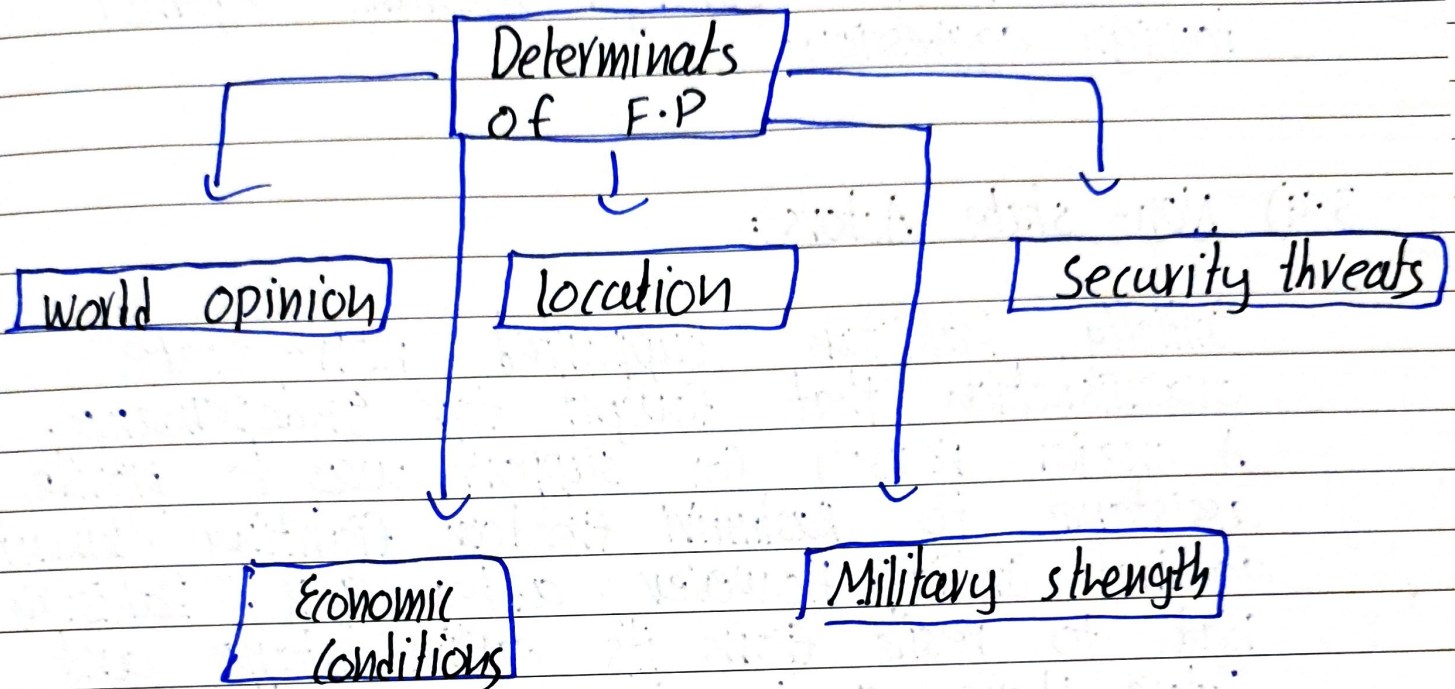 Determinats
of F.P
world opinion
location
security threats
Economic
Conditions
Military strength